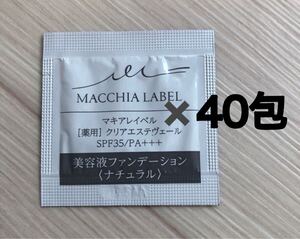 MACCHIA LABEL
マキアレイベル
［薬用］クリアエステヴェール
SPF35/PA+++
美容液ファンデーション
〈ナチュラル〉
✖40包